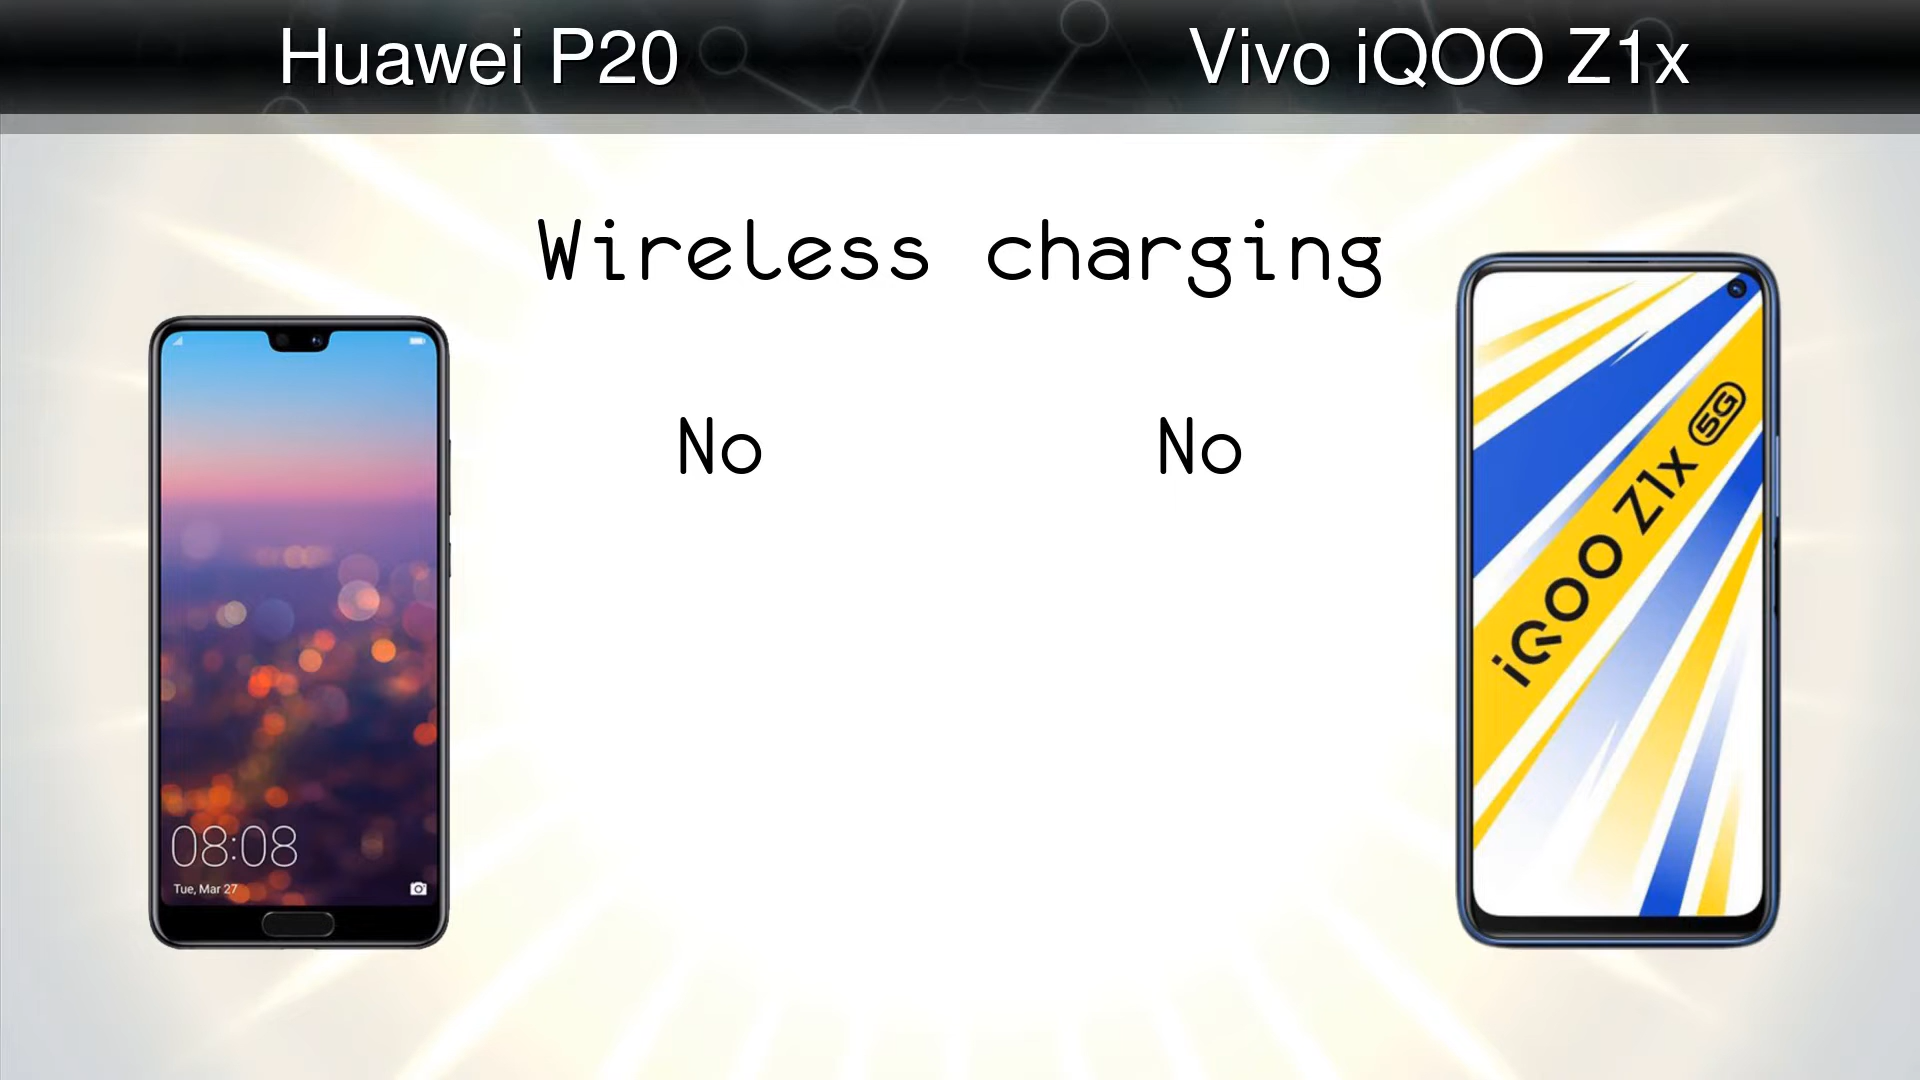 Huawei P20
Vivo iQOO Z1x
Wireless charging
No
No
iQOO Z1x 5G
08:08
Tue, Mar 27